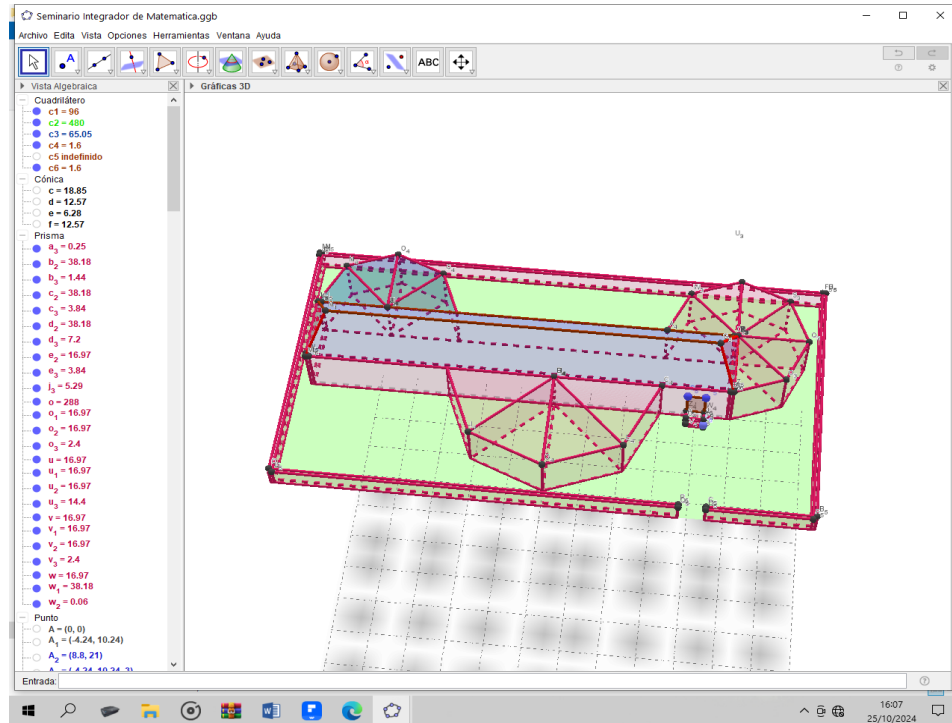 Seminario Integrador de Matematica.ggb
Archivo Edita Vista Opciones Herramientas Ventana Ayuda
ABC
Vista Algebraica
Gráficas 3D
Cuadrilátero
c1 = 96
c2 = 480
c3 = 65.05
c4 = 1.6
c5 indefinido
c6 = 1.6
Cónica
c = 18.85
d = 12.57
e = 6.28
f = 12.57
Prisma
a₃ = 0.25
b₂ = 38.18
b₃ = 1.44
c₂ = 38.18
c₃ = 3.84
d₂ = 38.18
d₃ = 7.2
e₂ = 16.97
e₃ = 3.84
j₃ = 5.29
o = 288
o₁ = 16.97
o₂ = 16.97
o₃ = 2.4
u = 16.97
u₁ = 16.97
u₂ = 16.97
u₃ = 14.4
v = 16.97
v₁ = 16.97
v₂ = 16.97
v₃ = 2.4
w = 16.97
w₁ = 38.18
w₂ = 0.06
Punto
A = (0, 0)
A₁ = (-4.24, 10.24)
A₂ = (8.8, 21)
U₃
O₄
Entrada:
16:07
25/10/2024